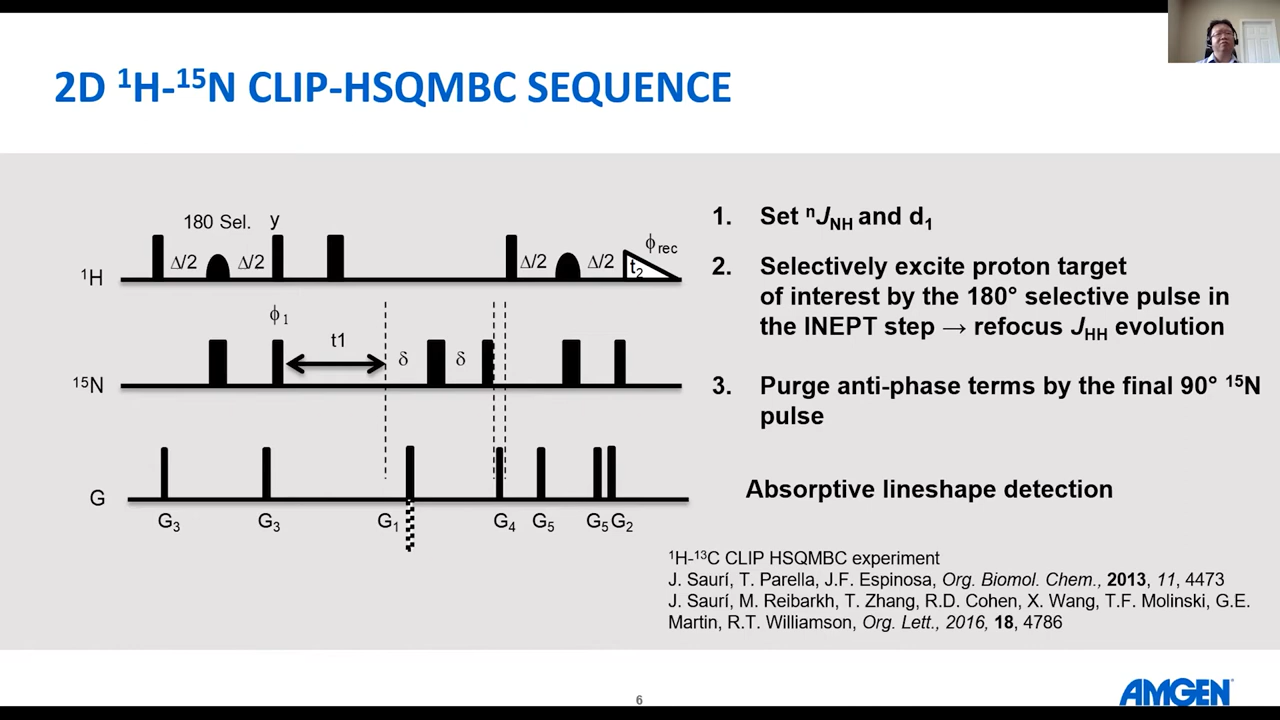 2D ¹H-¹⁵N CLIP-HSQMBC SEQUENCE
180 Sel. y
Δ/2 Δ/2 Δ/2 Δ/2 ϕrec
t₂
¹H
ϕ₁
t1
δ δ
¹⁵N
G
G₃ G₃ G₁ G₄ G₅ G₅ G₂
1. Set ⁿJNH and d₁
2. Selectively excite proton target
of interest by the 180° selective pulse in
the INEPT step → refocus JHH evolution
3. Purge anti-phase terms by the final 90° ¹⁵N
pulse
Absorptive lineshape detection
¹H-¹³C CLIP HSQMBC experiment
J. Saurí, T. Parella, J.F. Espinosa, Org. Biomol. Chem., 2013, 11, 4473
J. Saurí, M. Reibarkh, T. Zhang, R.D. Cohen, X. Wang, T.F. Molinski, G.E.
Martin, R.T. Williamson, Org. Lett., 2016, 18, 4786
6
AMGEN